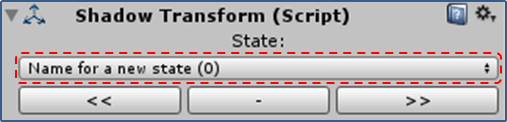 Shadow Transform (Script)
State:
Name for a new state (0)
<< - >>